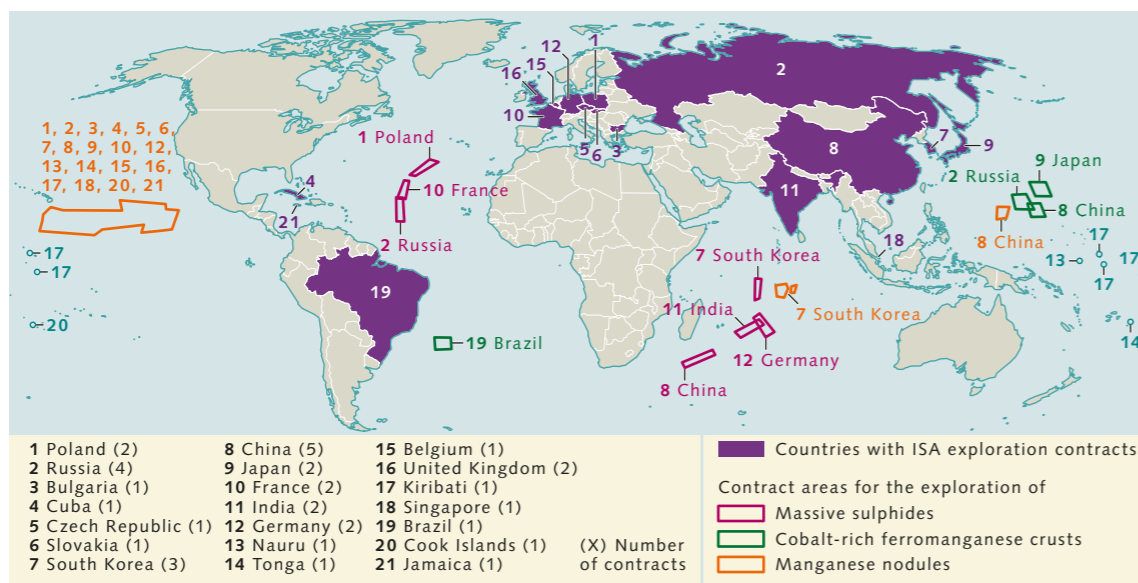 1, 2, 3, 4, 5, 6,
7, 8, 9, 10, 12,
13, 14, 15, 16,
17, 18, 20, 21
17
17
20
4
21
19
1 Poland
10 France
2 Russia
19 Brazil
12
1
15
16
10
5
6
3
2
8
7
9
11
18
7 South Korea
11 India
7 South Korea
12 Germany
8 China
9 Japan
2 Russia
8 China
8 China
17
13
17
17
14
1 Poland (2)
2 Russia (4)
3 Bulgaria (1)
4 Cuba (1)
5 Czech Republic (1)
6 Slovakia (1)
7 South Korea (3)
8 China (5)
9 Japan (2)
10 France (2)
11 India (2)
12 Germany (2)
13 Nauru (1)
14 Tonga (1)
15 Belgium (1)
16 United Kingdom (2)
17 Kiribati (1)
18 Singapore (1)
19 Brazil (1)
20 Cook Islands (1)
21 Jamaica (1)
(X) Number
of contracts
Countries with ISA exploration contracts
Contract areas for the exploration of
Massive sulphides
Cobalt-rich ferromanganese crusts
Manganese nodules